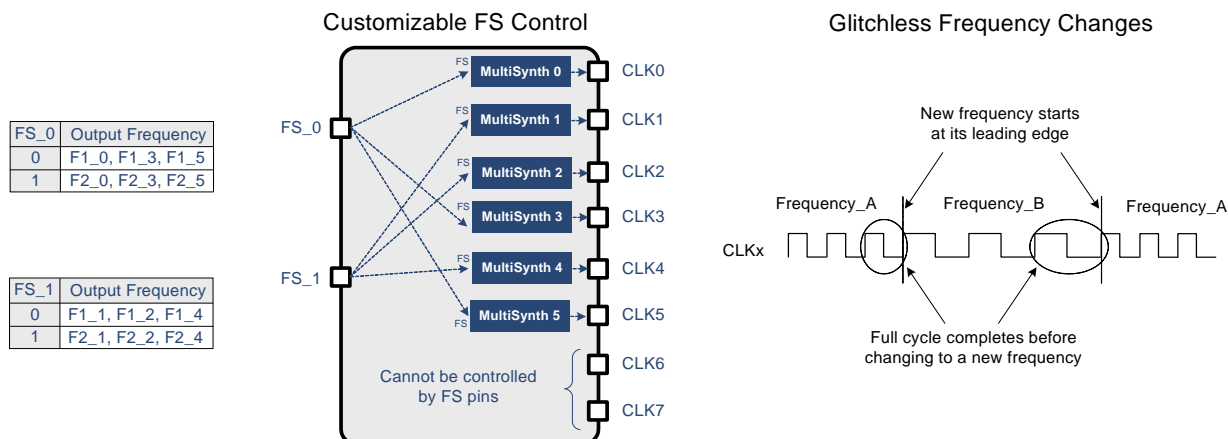 Customizable FS Control
Glitchless Frequency Changes
FS_0 Output Frequency
0 F1_0, F1_3, F1_5
1 F2_0, F2_3, F2_5
FS_1 Output Frequency
0 F1_1, F1_2, F1_4
1 F2_1, F2_2, F2_4
FS_0
FS_1
FS MultiSynth 0 CLK0
FS MultiSynth 1 CLK1
FS MultiSynth 2 CLK2
FS MultiSynth 3 CLK3
FS MultiSynth 4 CLK4
FS MultiSynth 5 CLK5
Cannot be controlled
by FS pins
CLK6
CLK7
New frequency starts
at its leading edge
Frequency_A Frequency_B Frequency_A
CLKx
Full cycle completes before
changing to a new frequency